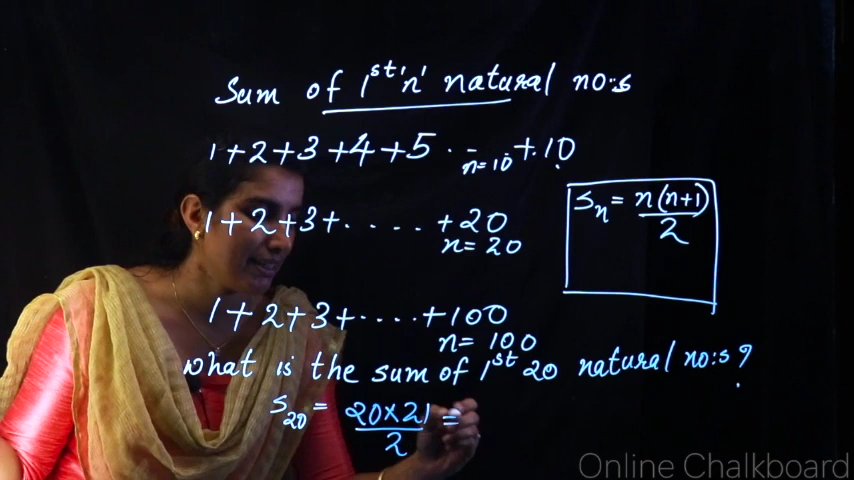 Sum of 1st 'n' natural no:s
1+2+3+4+5 . . . +10
n=10
1+2+3+ . . . . +20
n=20
Sn = n(n+1)/2
1+2+3+ . . . . +100
n=100
what is the sum of 1st 20 natural no:s?
S20 = 20×21/2 =
Online Chalkboard